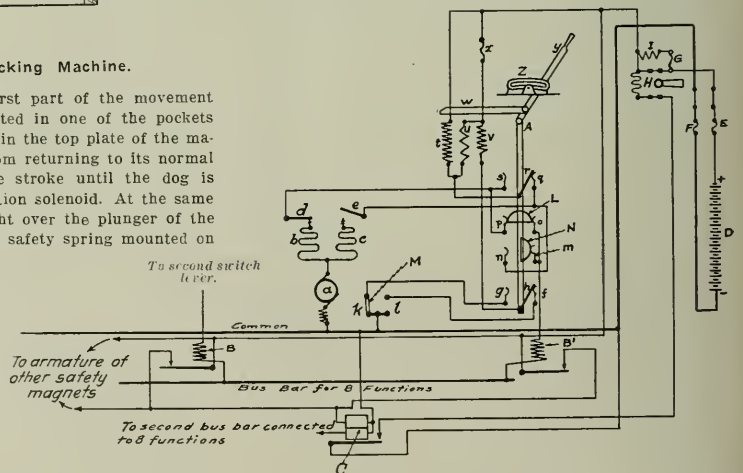 cking Machine.
rst part of the movement
ted in one of the pockets
in the top plate of the ma-
om returning to its normal
e stroke until the dog is
ion solenoid. At the same
ht over the plunger of the
safety spring mounted on
To second switch
lever.
x
y
Z
w
t
u
v
A
I
G
H
F
E
D
+
-
s
r
q
L
p
o
N
m
n
d
e
b
c
a
M
k
l
g
h
f
Common
B
B'
To armature of
other safety
magnets
Bus Bar for 8 Functions
To second bus bar connected
to 8 functions
C